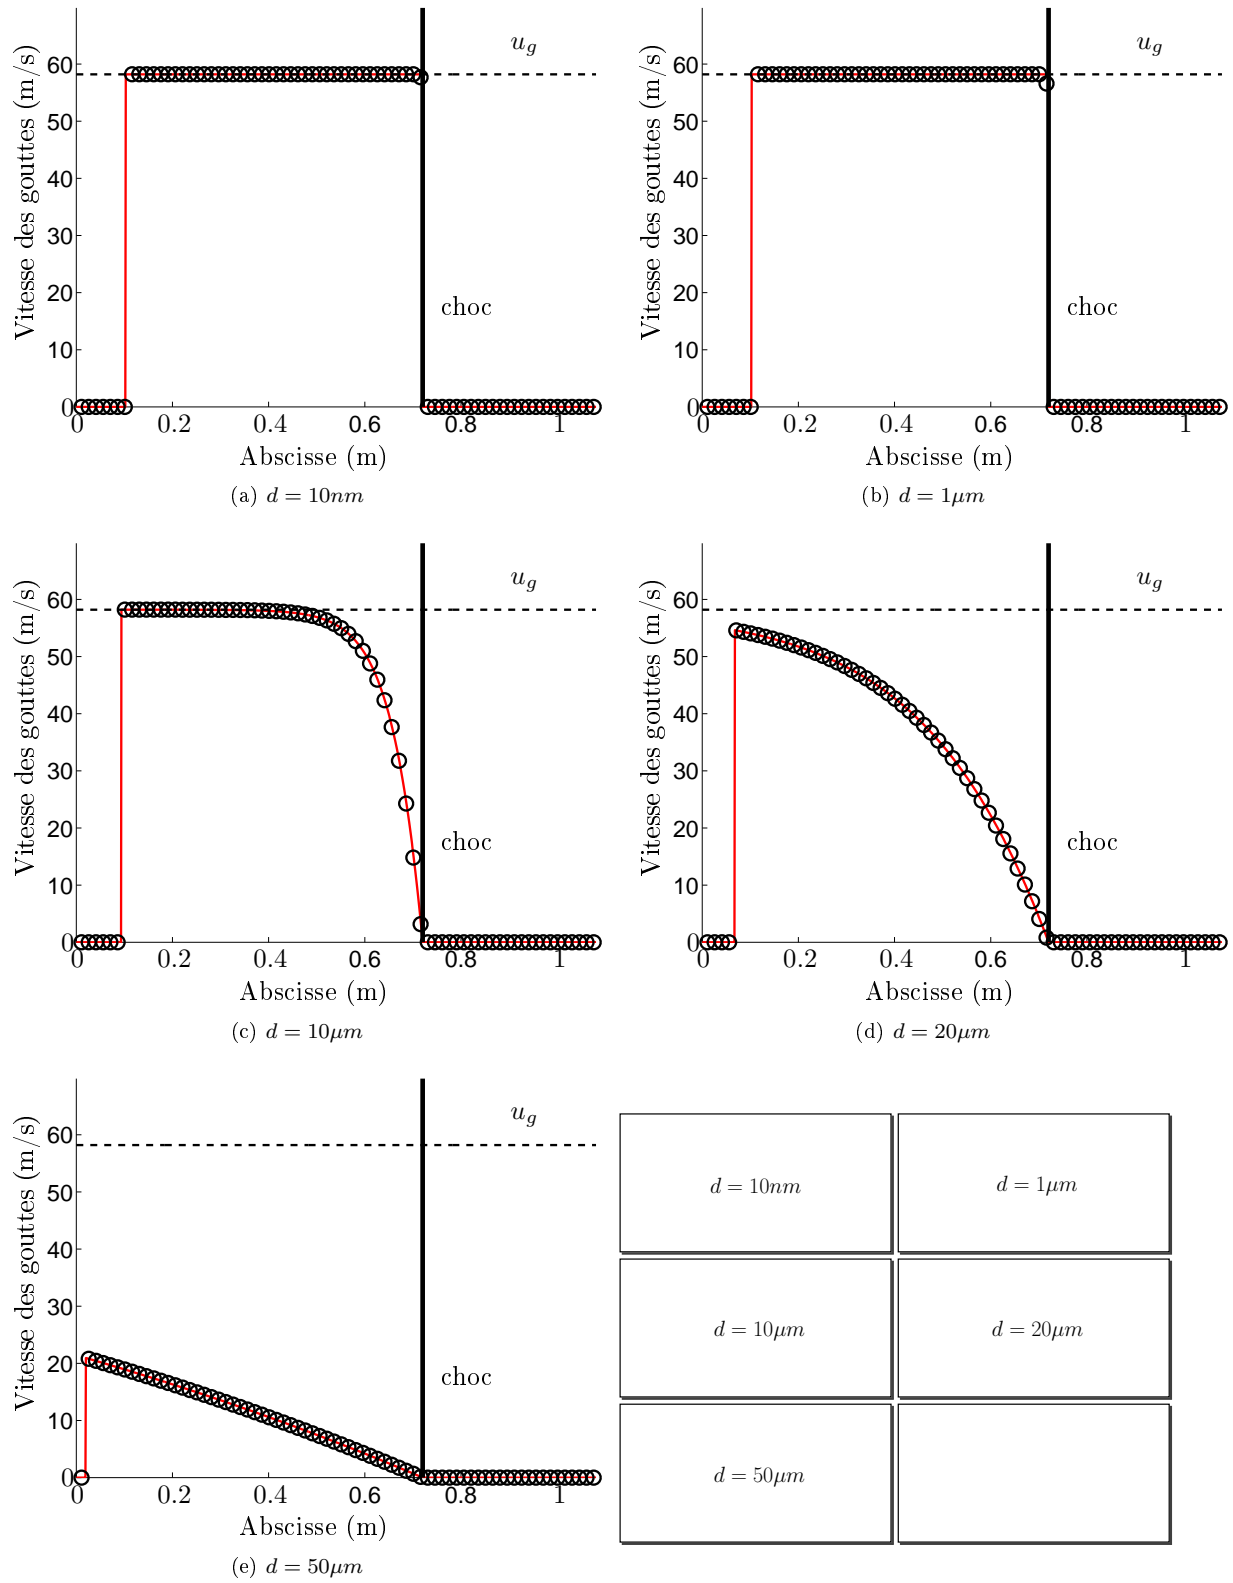 Vitesse des gouttes (m/s)
60
50
40
30
20
10
0
u_g
choc
0 0.2 0.4 0.6 0.8 1
Abscisse (m)
(a) d = 10nm
Vitesse des gouttes (m/s)
60
50
40
30
20
10
0
u_g
choc
0 0.2 0.4 0.6 0.8 1
Abscisse (m)
(b) d = 1µm
Vitesse des gouttes (m/s)
60
50
40
30
20
10
0
u_g
choc
0 0.2 0.4 0.6 0.8 1
Abscisse (m)
(c) d = 10µm
Vitesse des gouttes (m/s)
60
50
40
30
20
10
0
u_g
choc
0 0.2 0.4 0.6 0.8 1
Abscisse (m)
(d) d = 20µm
Vitesse des gouttes (m/s)
60
50
40
30
20
10
0
u_g
choc
0 0.2 0.4 0.6 0.8 1
Abscisse (m)
(e) d = 50µm
d = 10nm
d = 1µm
d = 10µm
d = 20µm
d = 50µm